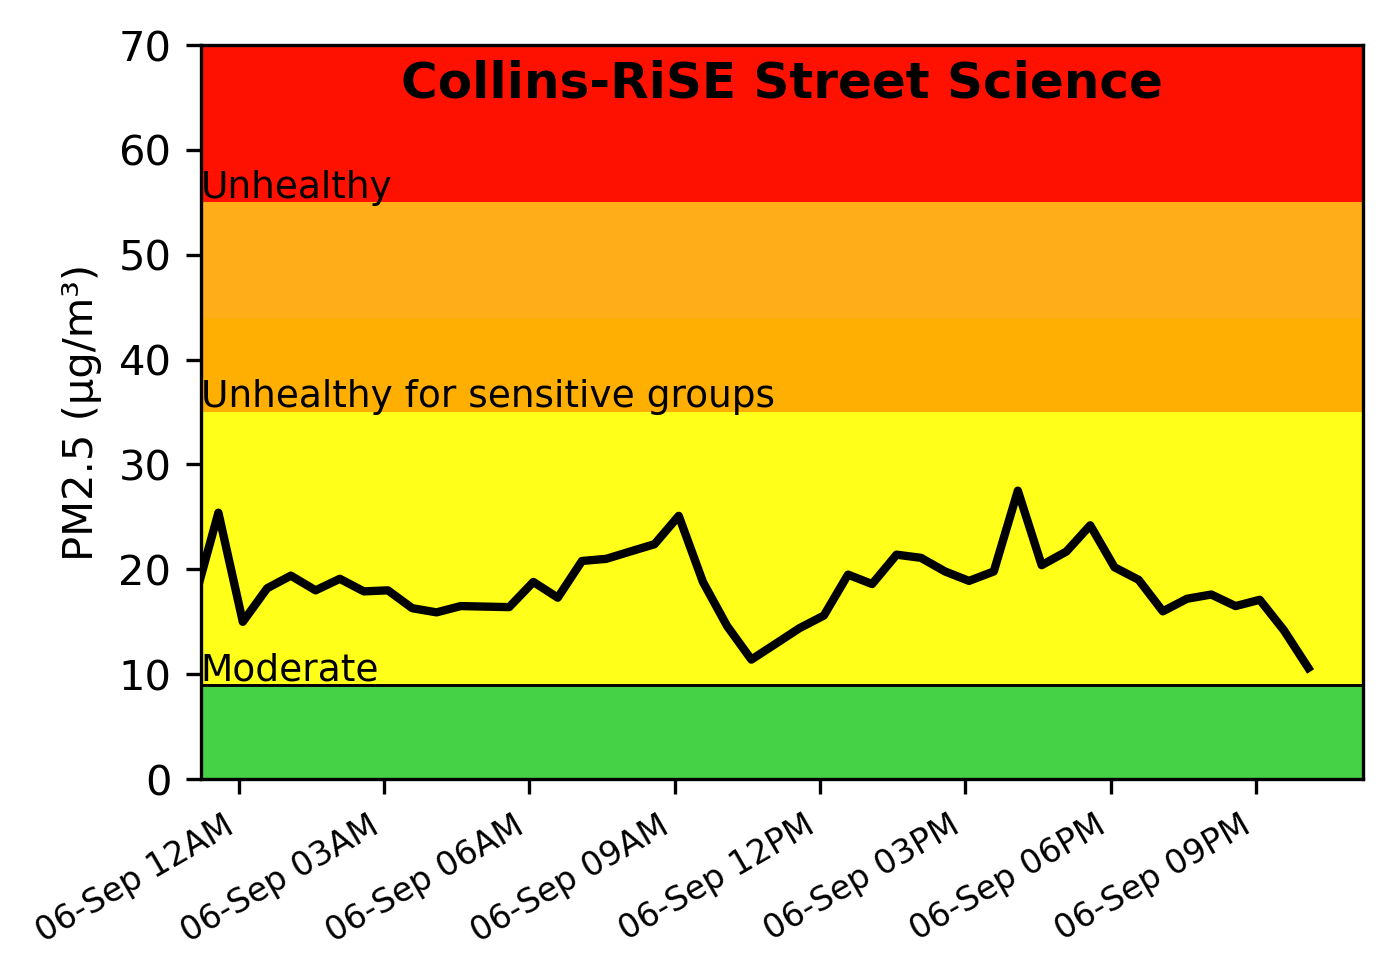 Collins-RiSE Street Science
70
60
Unhealthy
50
40
Unhealthy for sensitive groups
30
20
Moderate
10
0
PM2.5 (µg/m³)
06-Sep 12AM
06-Sep 03AM
06-Sep 06AM
06-Sep 09AM
06-Sep 12PM
06-Sep 03PM
06-Sep 06PM
06-Sep 09PM